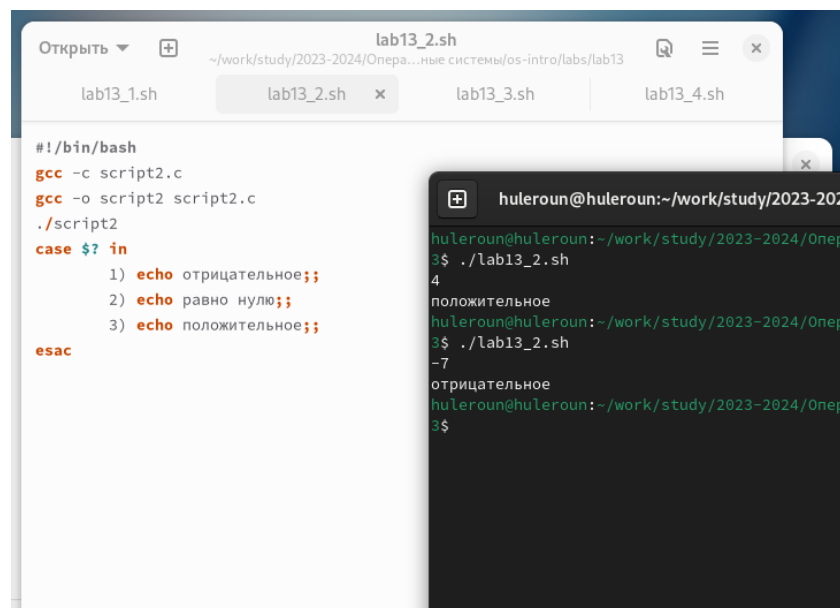 Открыть
lab13_2.sh
~/work/study/2023-2024/Опера...ные системы/os-intro/labs/lab13
lab13_1.sh
lab13_2.sh
lab13_3.sh
lab13_4.sh
#!/bin/bash
gcc -c script2.c
gcc -o script2 script2.c
./script2
case $? in
1) echo отрицательное;;
2) echo равно нулю;;
3) echo положительное;;
esac
huleroun@huleroun:~/work/study/2023-202
huleroun@huleroun:~/work/study/2023-2024/Опер
3$ ./lab13_2.sh
4
положительное
huleroun@huleroun:~/work/study/2023-2024/Опер
3$ ./lab13_2.sh
-7
отрицательное
huleroun@huleroun:~/work/study/2023-2024/Опер
3$